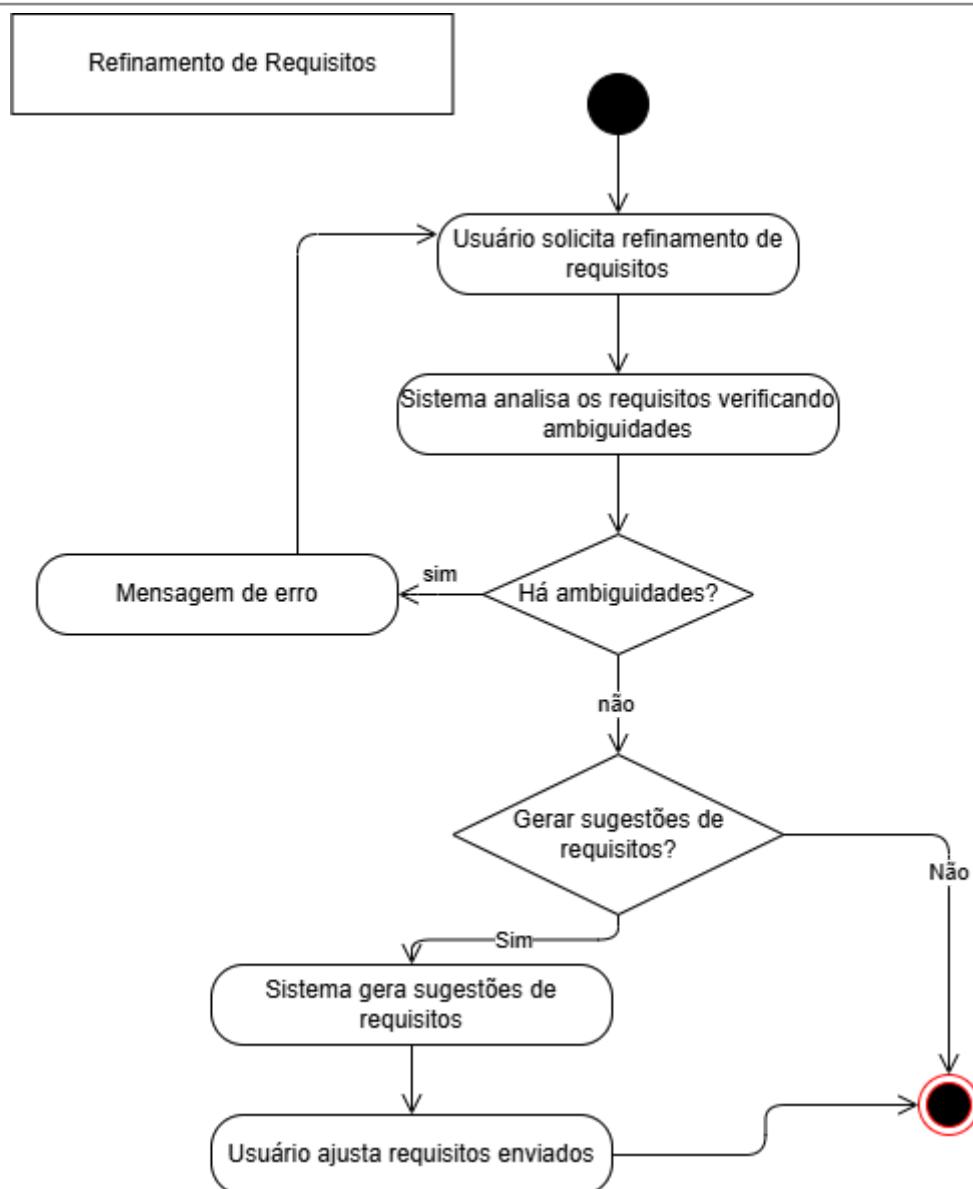 Refinamento de Requisitos
Usuário solicita refinamento de
requisitos
Sistema analisa os requisitos verificando
ambiguidades
Há ambiguidades?
sim
Mensagem de erro
não
Gerar sugestões de
requisitos?
Não
Sim
Sistema gera sugestões de
requisitos
Usuário ajusta requisitos enviados